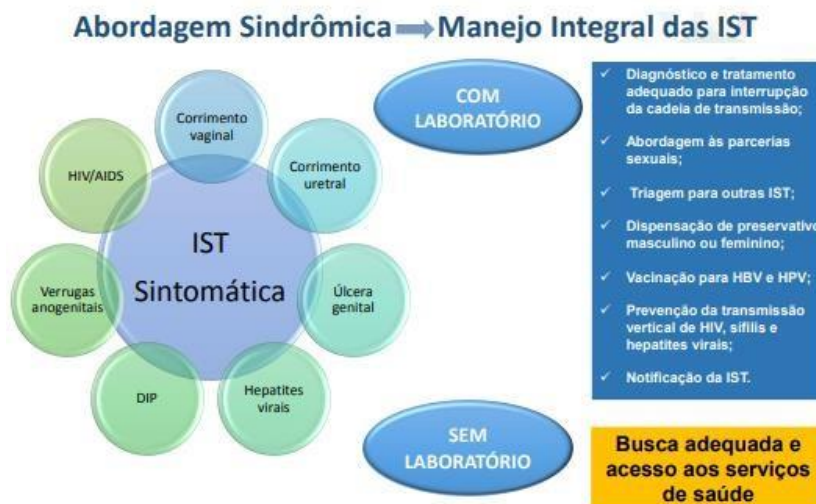 Abordagem Sindrômica Manejo Integral das IST
Corrimento
vaginal
Corrimento
uretral
Úlcera
genital
Hepatites
virais
DIP
Verrugas
anogenitais
HIV/AIDS
IST
Sintomática
COM
LABORATÓRIO
SEM
LABORATÓRIO
Diagnóstico e tratamento
adequado para interrupção
da cadeia de transmissão;
Abordagem às parcerias
sexuais;
Triagem para outras IST;
Dispensação de preservativo
masculino ou feminino;
Vacinação para HBV e HPV;
Prevenção da transmissão
vertical de HIV, sífilis e
hepatites virais;
Notificação da IST.
Busca adequada e
acesso aos serviços
de saúde